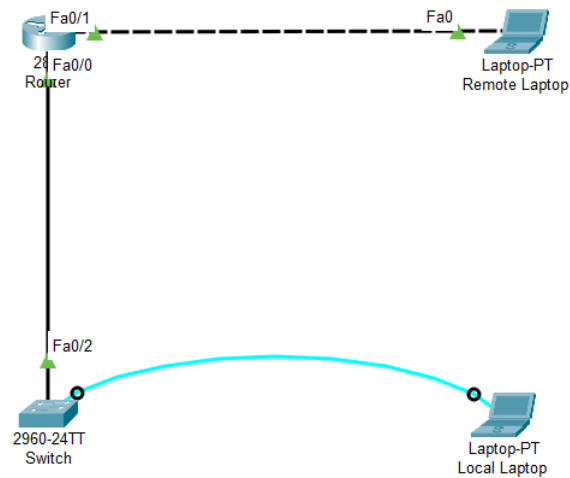 Fa0/1
Fa0
28
Fa0/0
Router
Laptop-PT
Remote Laptop
Fa0/2
2960-24TT
Switch
Laptop-PT
Local Laptop